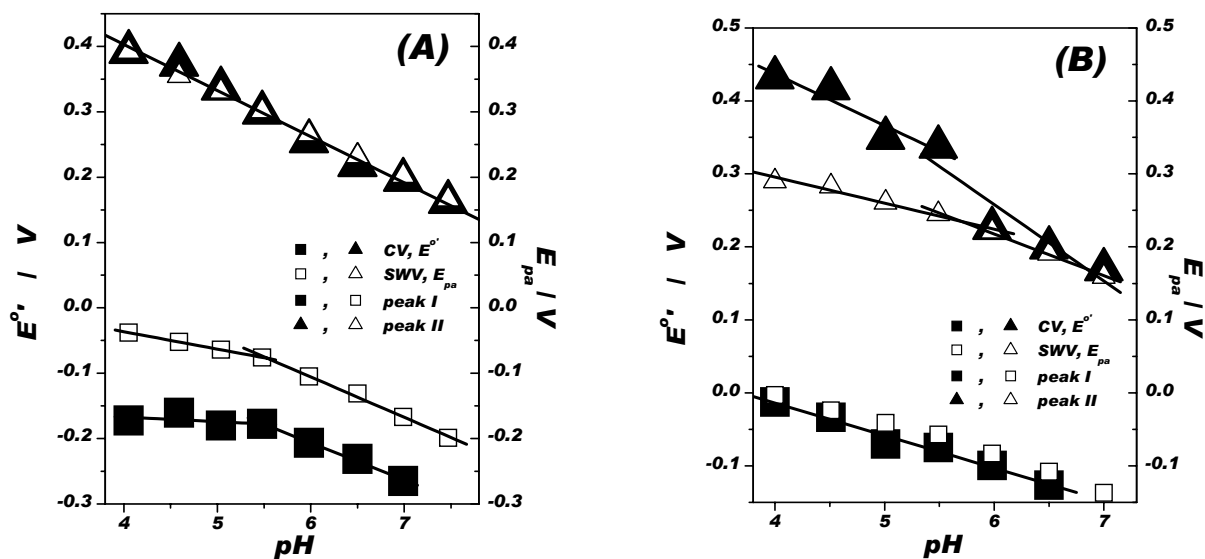 (A)
0.4
0.3
0.2
0.1
0.0
-0.1
-0.2
-0.3
E°' / V
0.4
0.3
0.2
0.1
0.0
-0.1
-0.2
-0.3
E pa / V
■ , ▲ CV, E°'
□ , △ SWV, E pa
■ , □ peak I
▲ , △ peak II
4 5 6 7
pH
(B)
0.5
0.4
0.3
0.2
0.1
0.0
-0.1
E°' / V
0.5
0.4
0.3
0.2
0.1
0.0
-0.1
E pa / V
■ , ▲ CV, E°'
□ , △ SWV, E pa
■ , □ peak I
▲ , △ peak II
4 5 6 7
pH